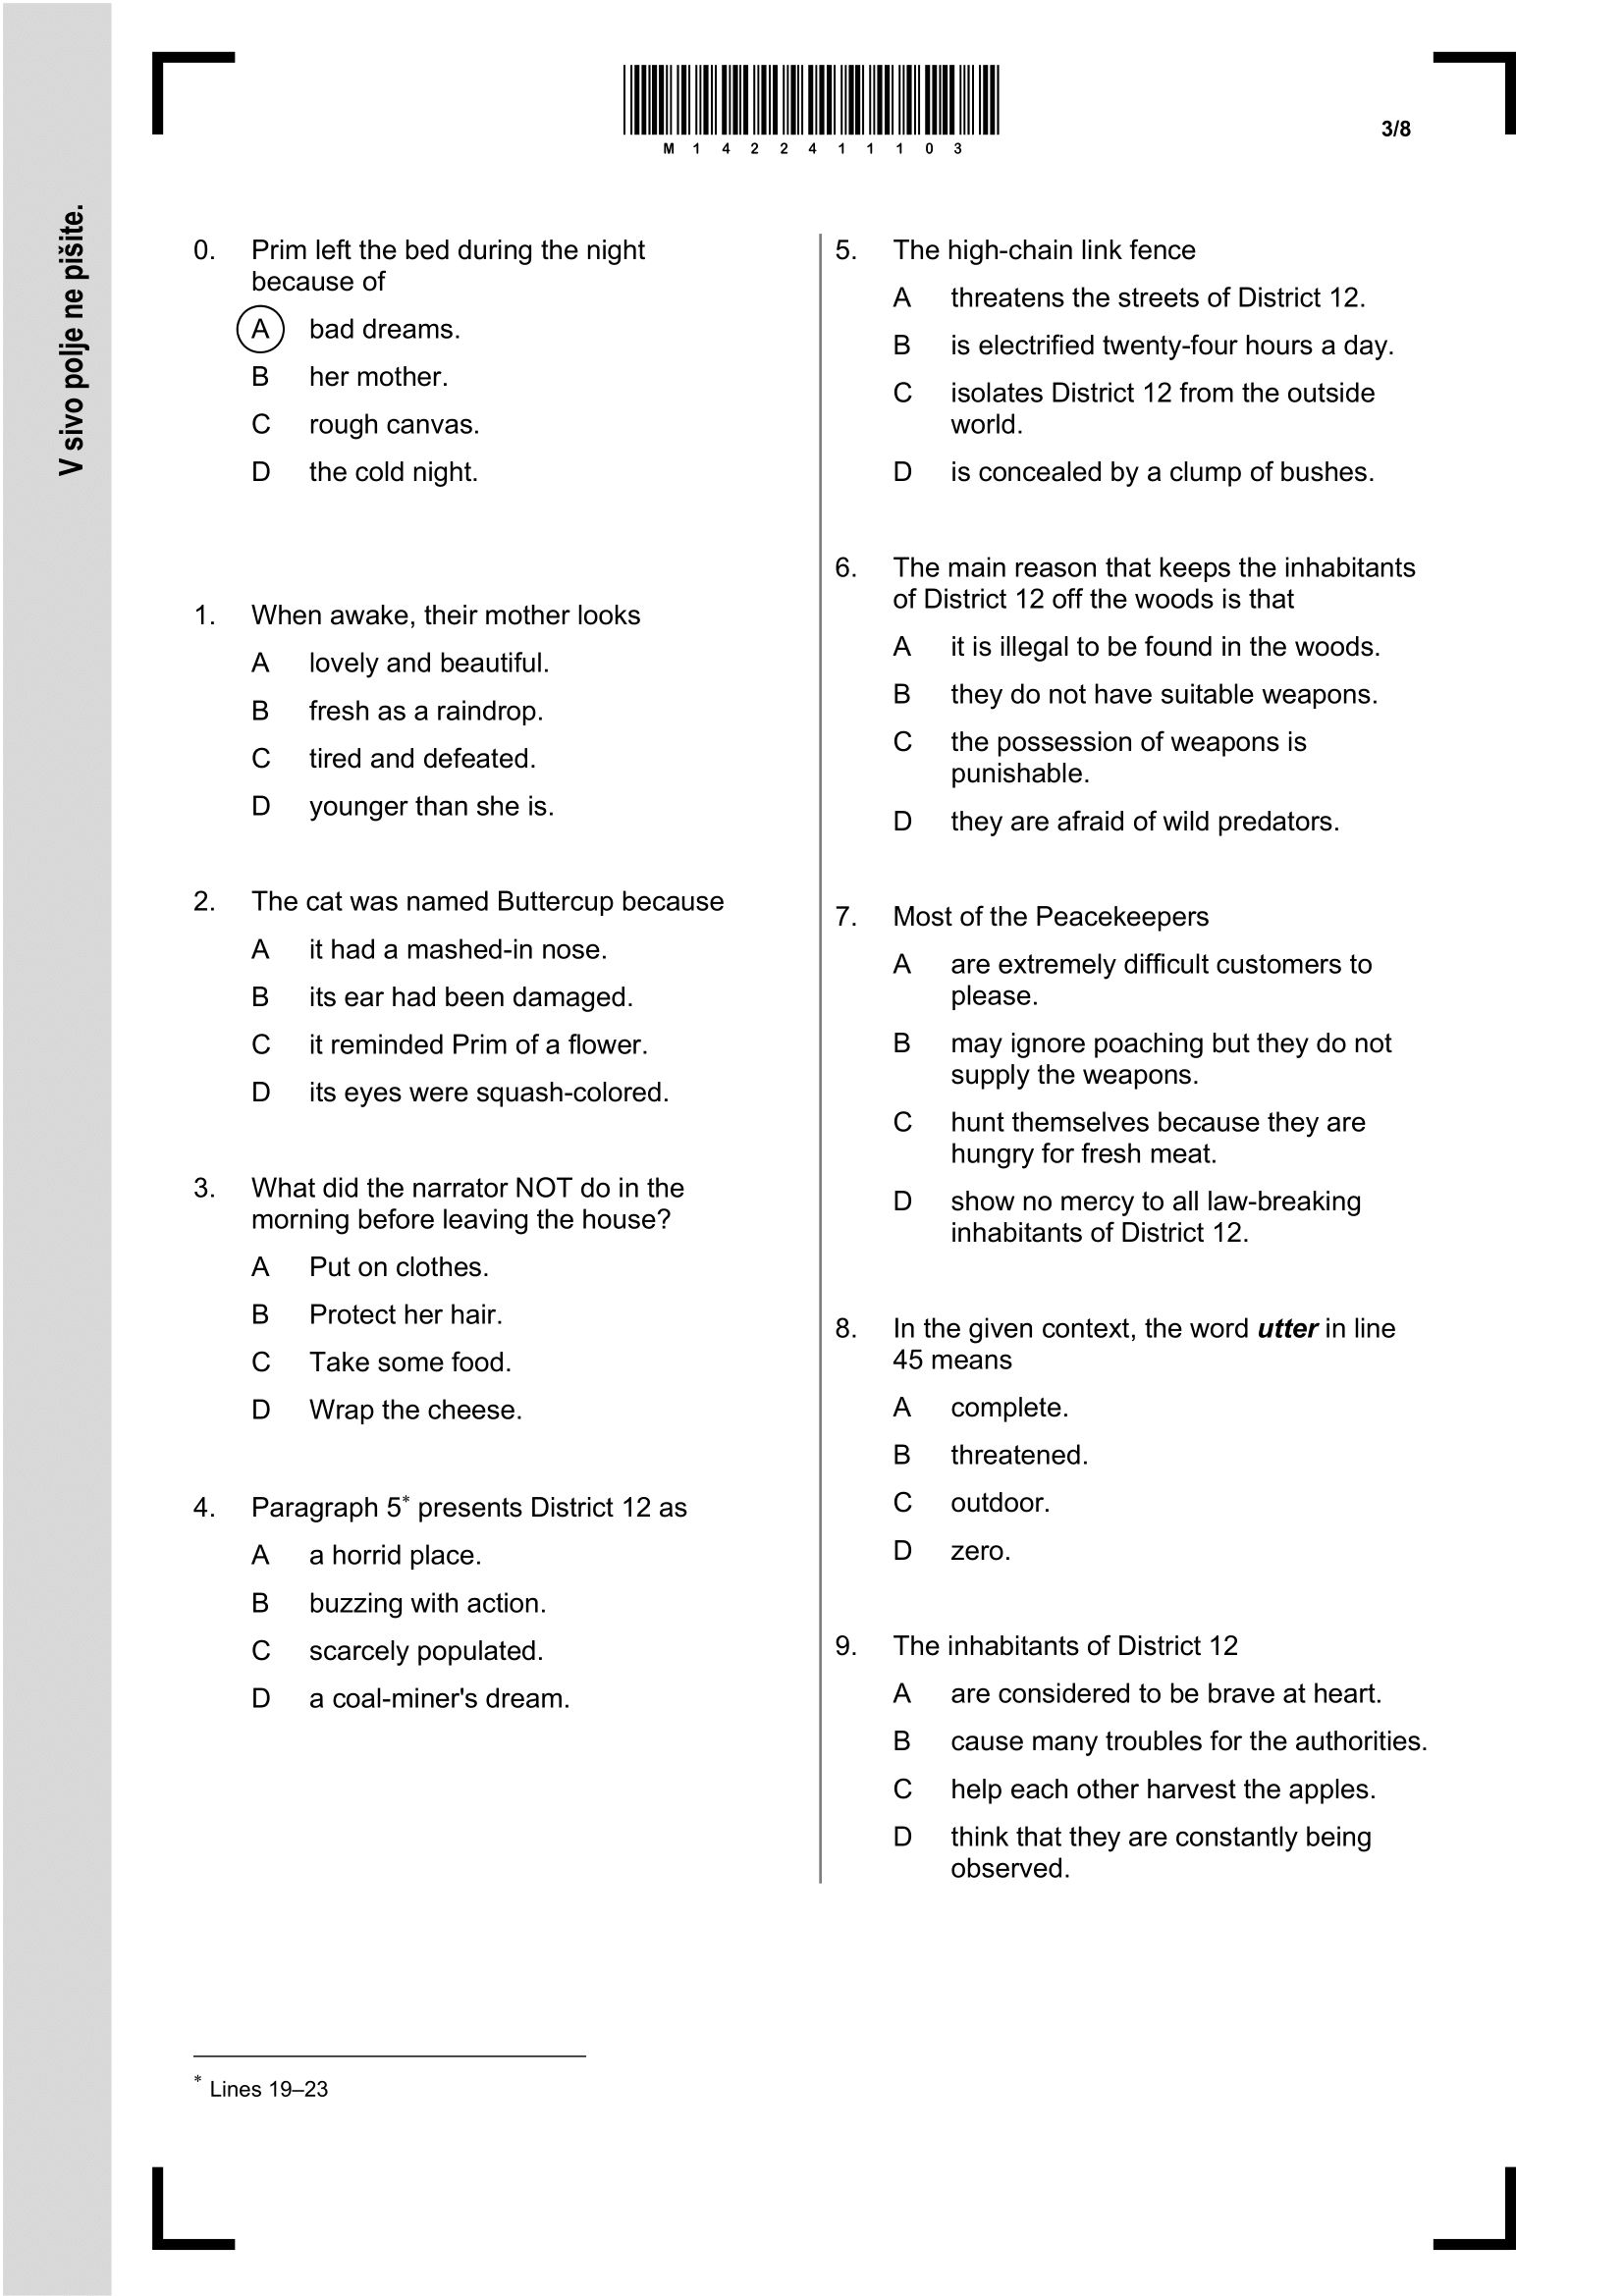 M 1 4 2 2 4 1 1 1 0 3
3/8
V sivo polje ne pišite.
0. Prim left the bed during the night
because of
A bad dreams.
B her mother.
C rough canvas.
D the cold night.
1. When awake, their mother looks
A lovely and beautiful.
B fresh as a raindrop.
C tired and defeated.
D younger than she is.
2. The cat was named Buttercup because
A it had a mashed-in nose.
B its ear had been damaged.
C it reminded Prim of a flower.
D its eyes were squash-colored.
3. What did the narrator NOT do in the
morning before leaving the house?
A Put on clothes.
B Protect her hair.
C Take some food.
D Wrap the cheese.
4. Paragraph 5* presents District 12 as
A a horrid place.
B buzzing with action.
C scarcely populated.
D a coal-miner's dream.
5. The high-chain link fence
A threatens the streets of District 12.
B is electrified twenty-four hours a day.
C isolates District 12 from the outside
world.
D is concealed by a clump of bushes.
6. The main reason that keeps the inhabitants
of District 12 off the woods is that
A it is illegal to be found in the woods.
B they do not have suitable weapons.
C the possession of weapons is
punishable.
D they are afraid of wild predators.
7. Most of the Peacekeepers
A are extremely difficult customers to
please.
B may ignore poaching but they do not
supply the weapons.
C hunt themselves because they are
hungry for fresh meat.
D show no mercy to all law-breaking
inhabitants of District 12.
8. In the given context, the word utter in line
45 means
A complete.
B threatened.
C outdoor.
D zero.
9. The inhabitants of District 12
A are considered to be brave at heart.
B cause many troubles for the authorities.
C help each other harvest the apples.
D think that they are constantly being
observed.
* Lines 19–23